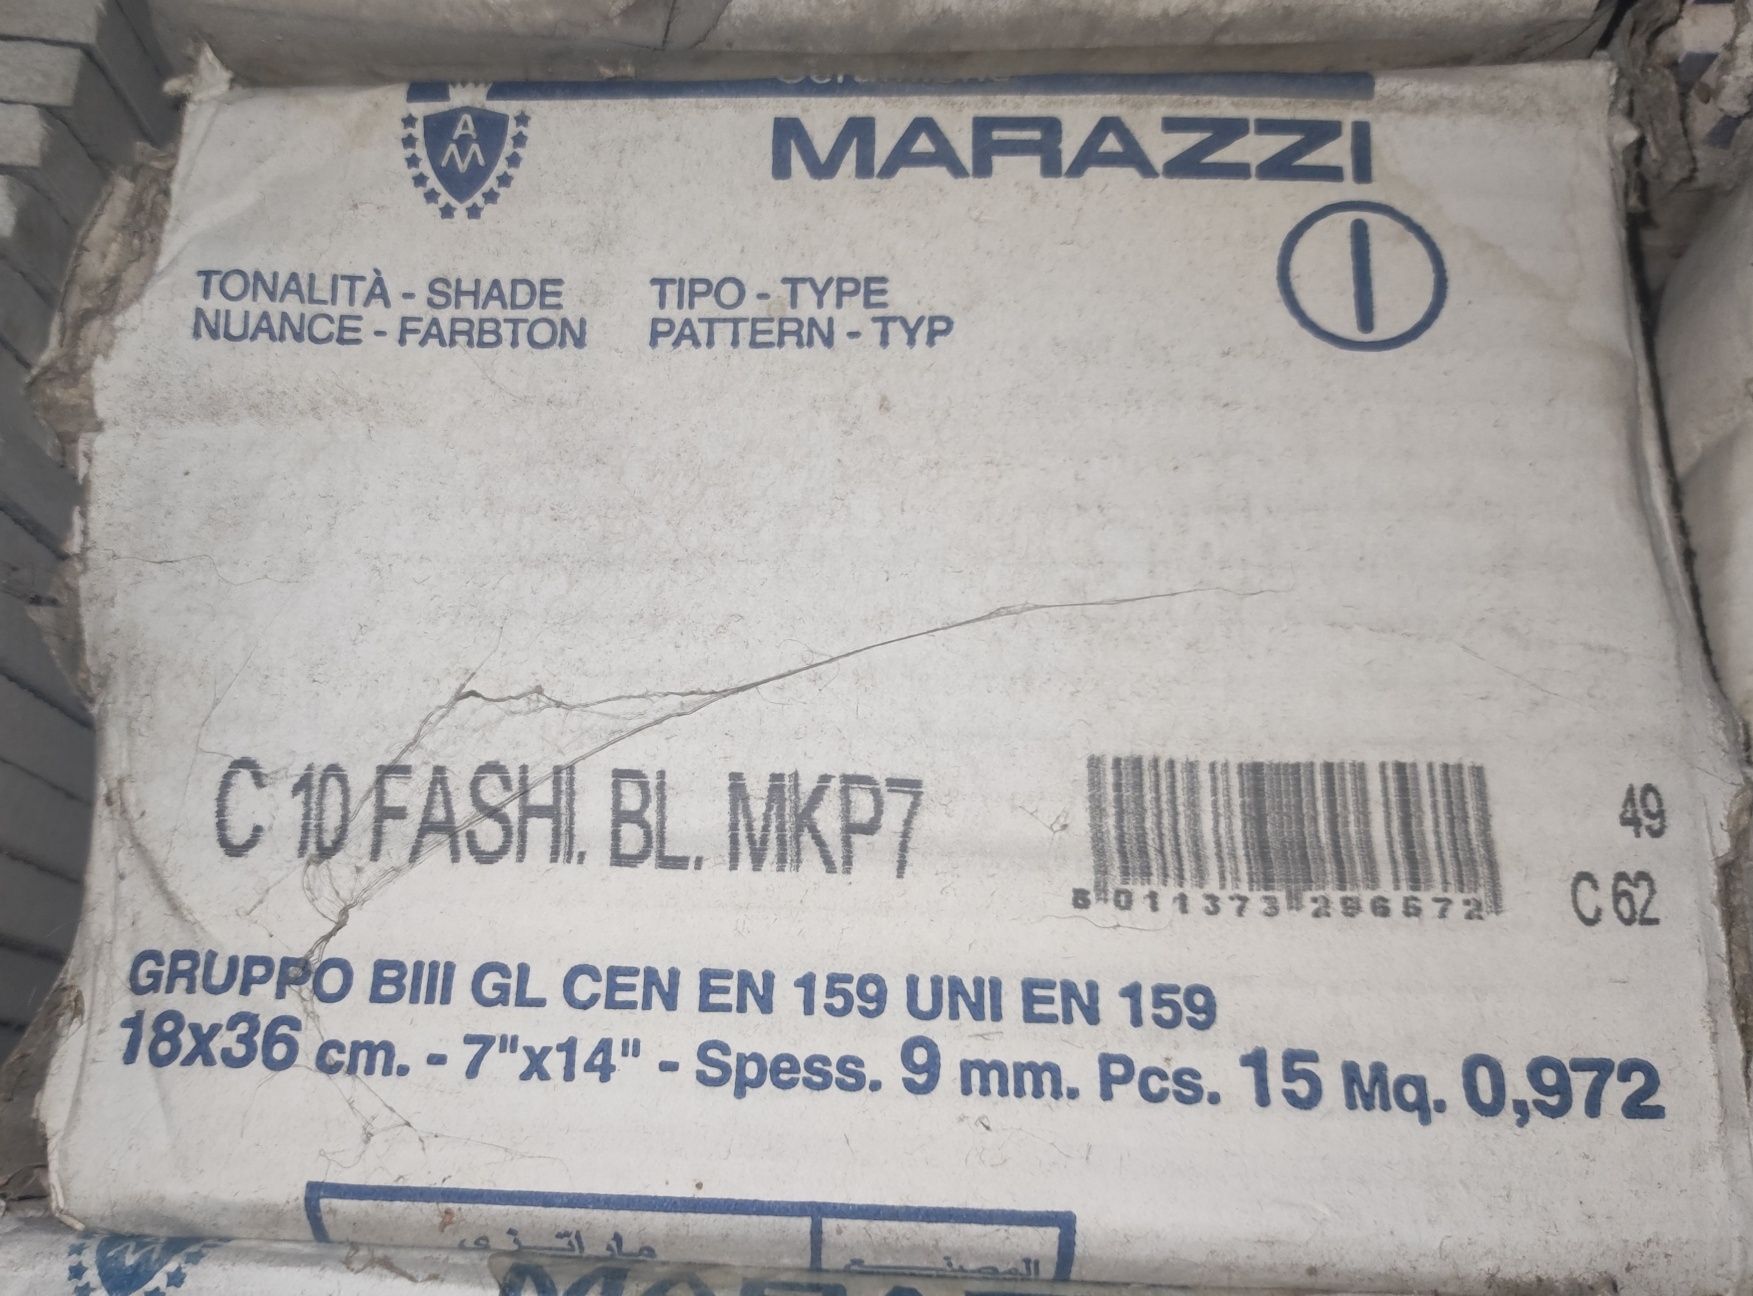 MARAZZI
A
M
TONALITÀ - SHADE
NUANCE - FARBTON
TIPO - TYPE
PATTERN - TYP
C 10 FASHI. BL. MKP7
49
C 62
GRUPPO BIII GL CEN EN 159 UNI EN 159
18x36 cm. - 7"x14" - Spess. 9 mm. Pcs. 15 Mq. 0,972